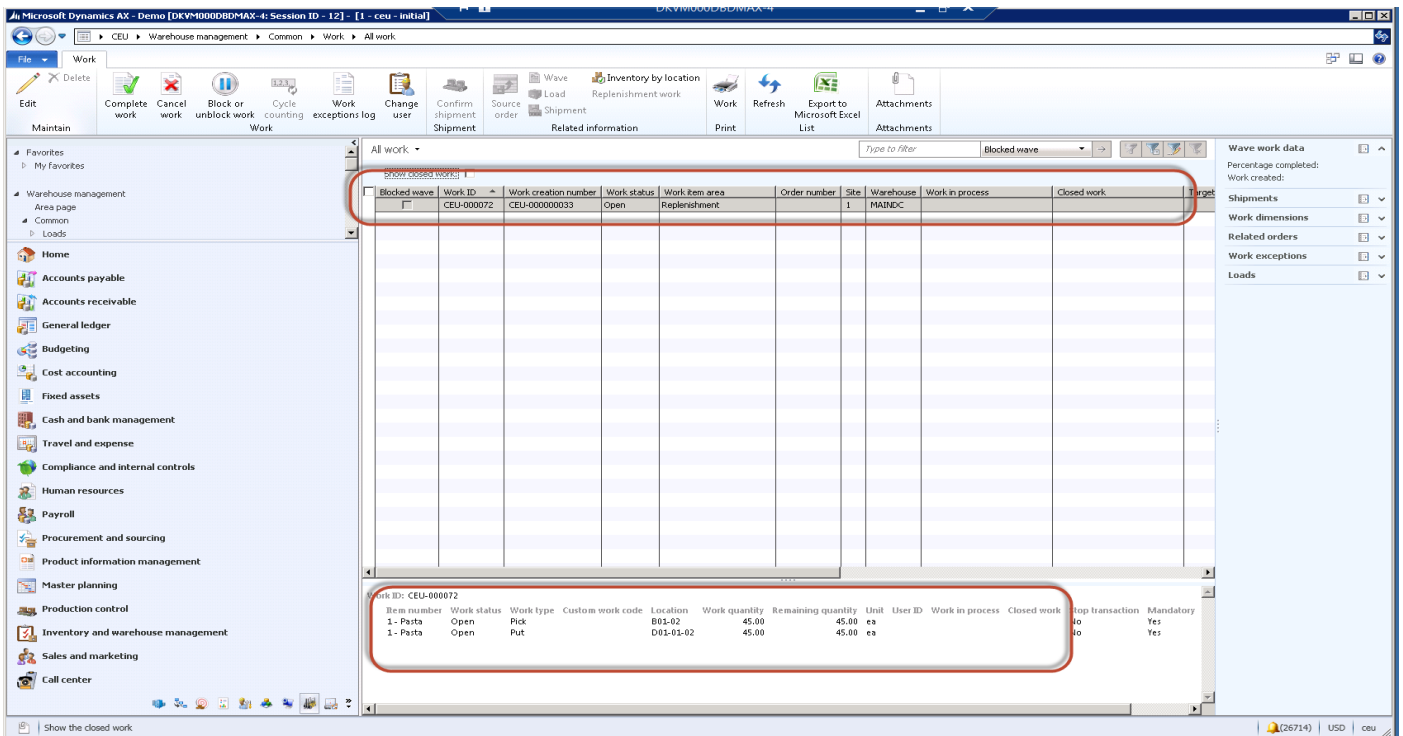 DKVM000DBDMAX-4
Microsoft Dynamics AX - Demo [DKVM000DBDMAX-4: Session ID - 12] - [1 - ceu - initial]
CEU ▸ Warehouse management ▸ Common ▸ Work ▸ All work
File Work
Delete
Edit
Complete work
Cancel work
Block or unblock work
Cycle counting
Work exceptions log
Change user
Confirm shipment
Source order
Wave
Load
Shipment
Inventory by location
Replenishment work
Work
Refresh
Export to Microsoft Excel
Attachments
Maintain Work Shipment Related information Print List Attachments
Favorites
My favorites
Warehouse management
Area page
Common
Loads
Home
Accounts payable
Accounts receivable
General ledger
Budgeting
Cost accounting
Fixed assets
Cash and bank management
Travel and expense
Compliance and internal controls
Human resources
Payroll
Procurement and sourcing
Product information management
Master planning
Production control
Inventory and warehouse management
Sales and marketing
Call center
All work
Type to filter Blocked wave
Show closed work:
Blocked wave Work ID Work creation number Work status Work item area Order number Site Warehouse Work in process Closed work Target
CEU-000072 CEU-000000033 Open Replenishment 1 MAINDC
Work ID: CEU-000072
Item number Work status Work type Custom work code Location Work quantity Remaining quantity Unit User ID Work in process Closed work Stop transaction Mandatory
1 - Pasta Open Pick B01-02 45.00 45.00 ea No Yes
1 - Pasta Open Put D01-01-02 45.00 45.00 ea No Yes
Wave work data
Percentage completed:
Work created:
Shipments
Work dimensions
Related orders
Work exceptions
Loads
Show the closed work
(26714) USD ceu